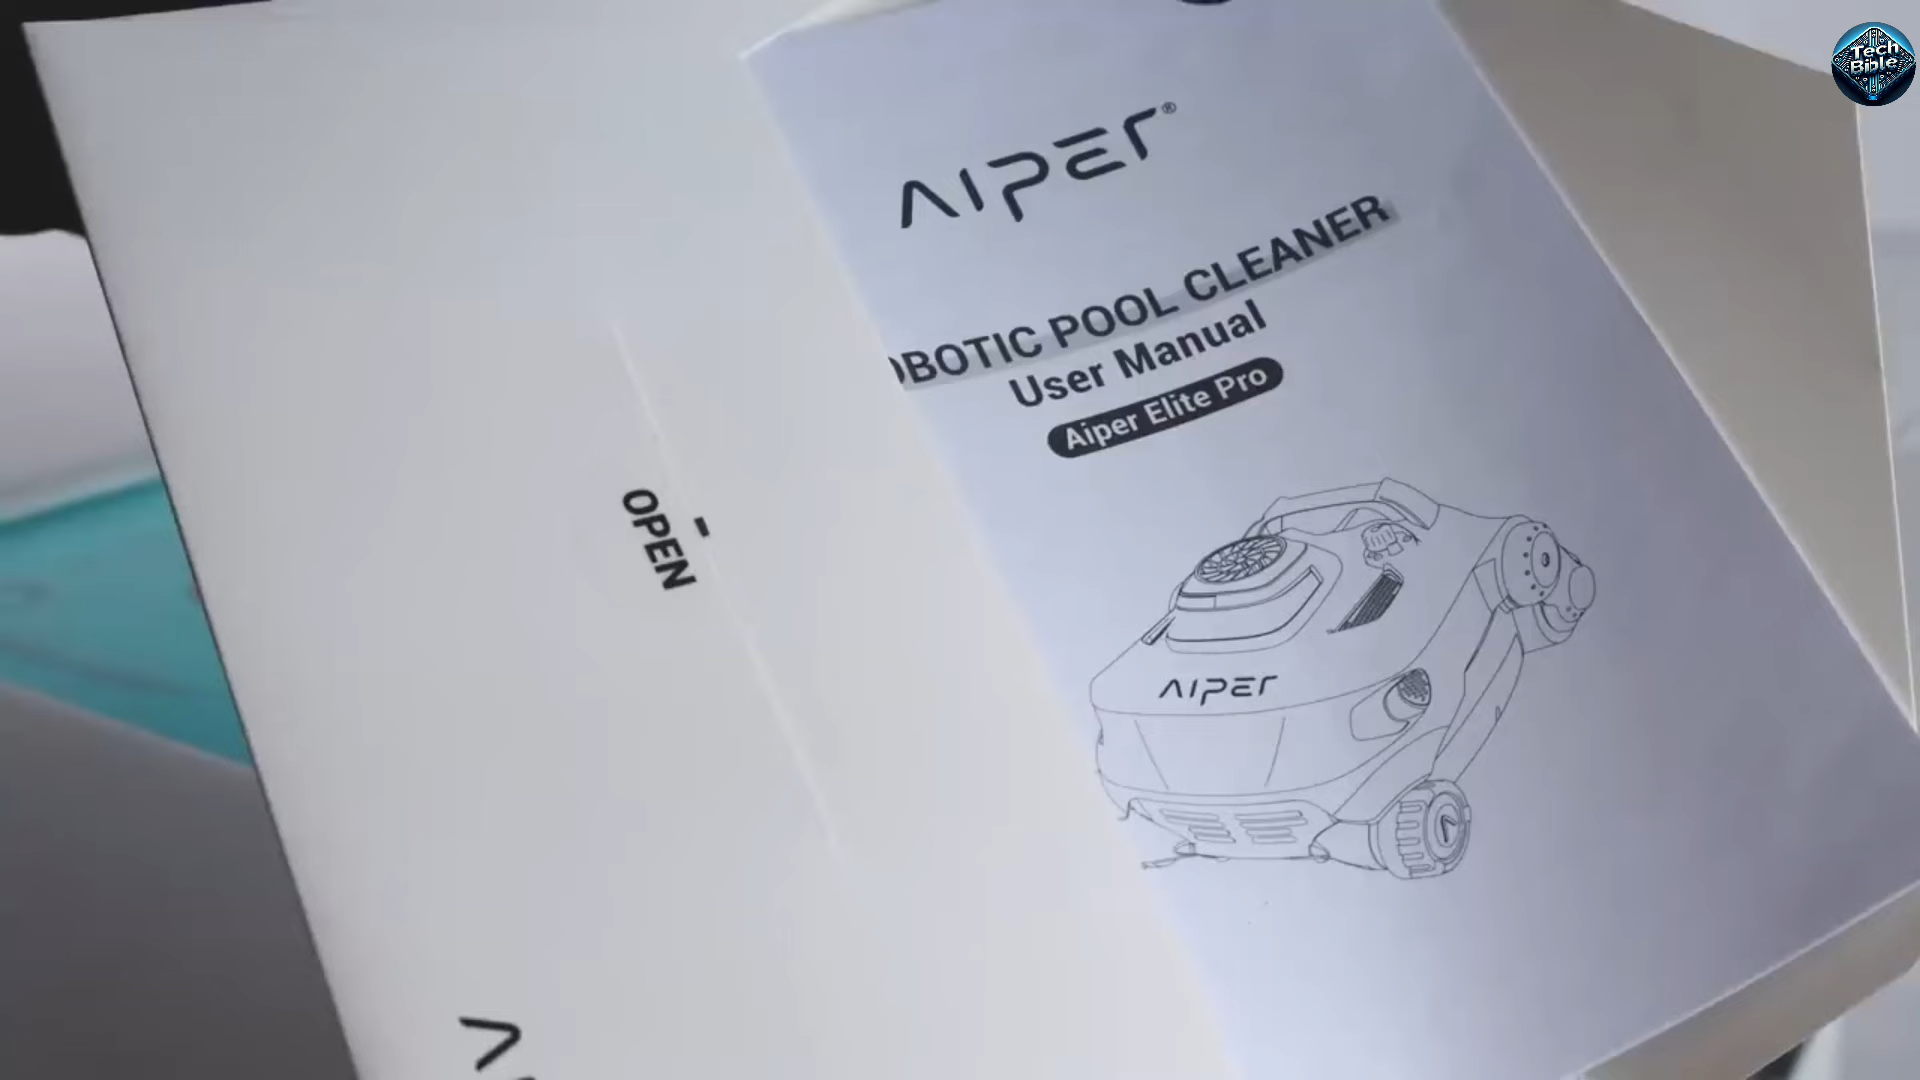 Tech
Bible
AIPER®
OBOTIC POOL CLEANER
User Manual
Aiper Elite Pro
OPEN
AIPER